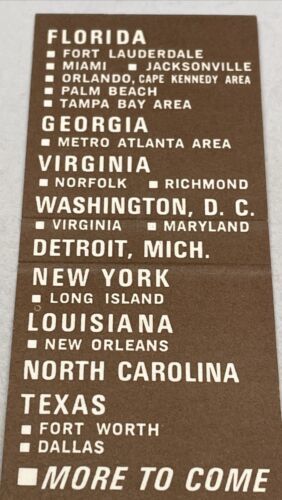 FLORIDA
■ FORT LAUDERDALE
■ MIAMI ■ JACKSONVILLE
■ ORLANDO, CAPE KENNEDY AREA
■ PALM BEACH
■ TAMPA BAY AREA
GEORGIA
■ METRO ATLANTA AREA
VIRGINIA
■ NORFOLK ■ RICHMOND
WASHINGTON, D. C.
■ VIRGINIA ■ MARYLAND
DETROIT, MICH.
NEW YORK
■ LONG ISLAND
LOUISIANA
■ NEW ORLEANS
NORTH CAROLINA
TEXAS
■ FORT WORTH
■ DALLAS
■ MORE TO COME